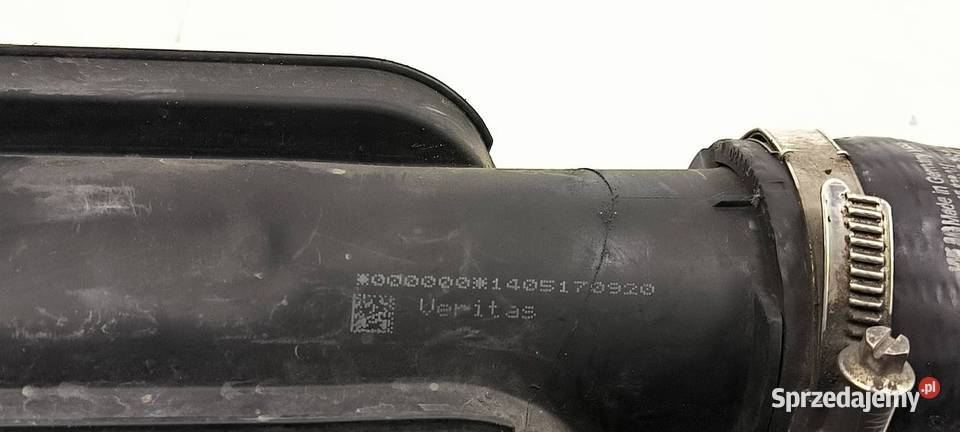 *000000*1405170920
Veritas
Made in Germany
Sprzedajemy.pl